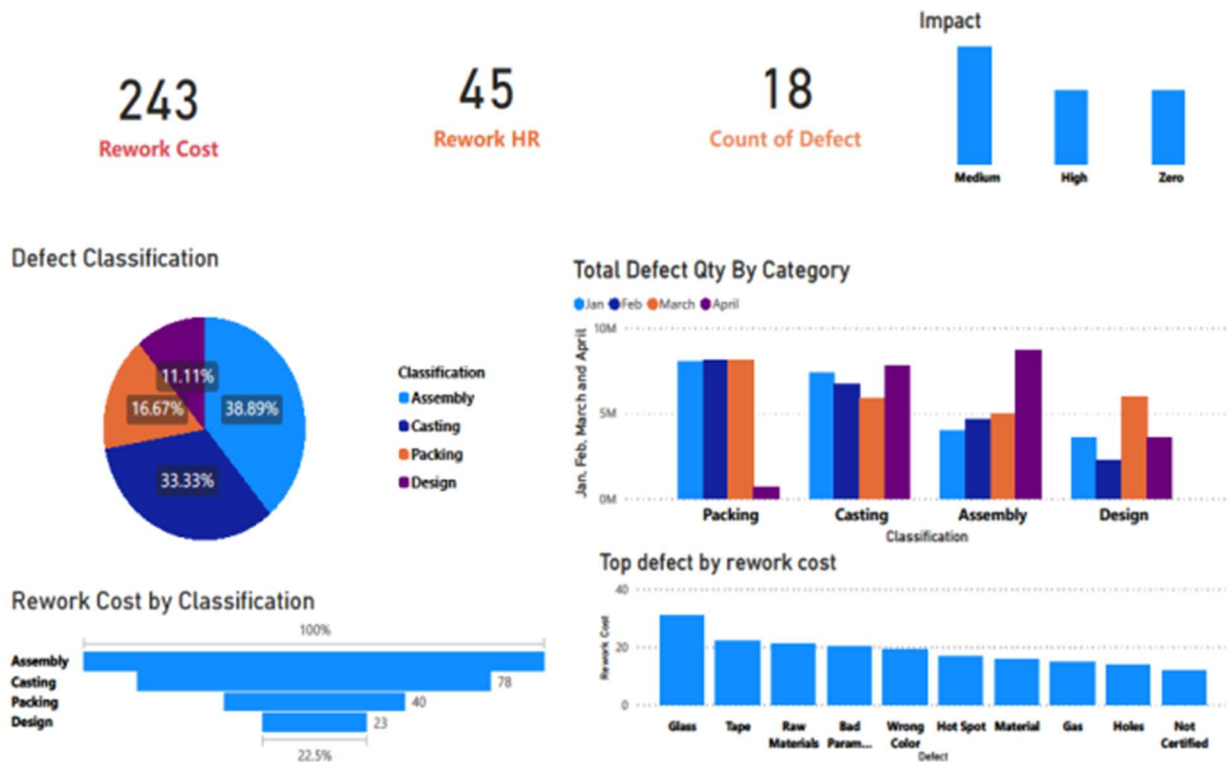 Impact
243
Rework Cost
45
Rework HR
18
Count of Defect
Medium High Zero
Defect Classification
11.11%
16.67%
38.89%
33.33%
Classification
Assembly
Casting
Packing
Design
Total Defect Qty By Category
Jan Feb March April
Jan, Feb, March and April
10M
5M
0M
Packing Casting Assembly Design
Classification
Rework Cost by Classification
100%
Assembly
Casting 78
Packing 40
Design 23
22.5%
Top defect by rework cost
Rework Cost
40
20
0
Glass Tape Raw Bad Wrong Hot Spot Material Gas Holes Not
Materials Param... Color Certified
Defect